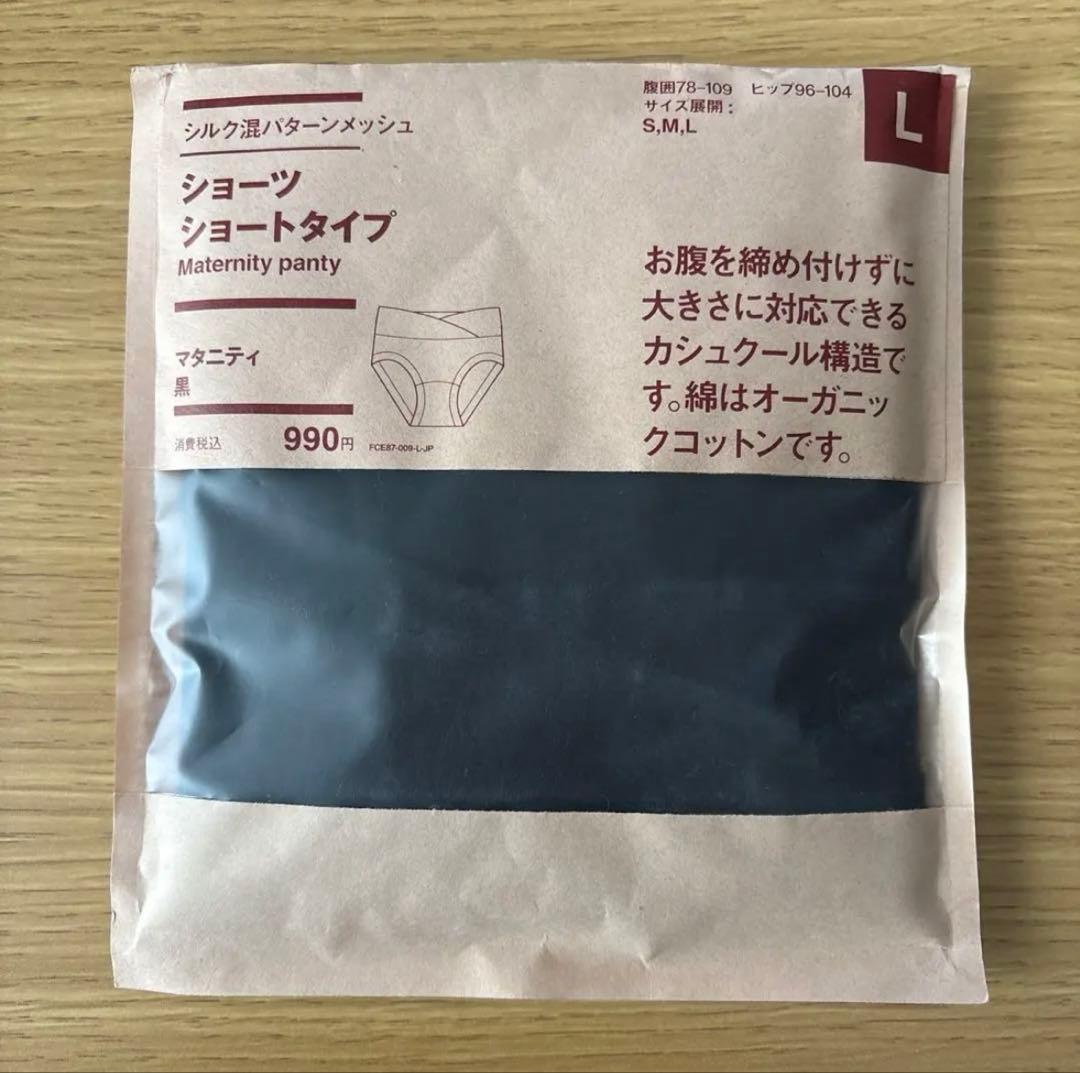 シルク混パターンメッシュ
ショーツ
ショートタイプ
Maternity panty
マタニティ
黒
消費税込 990円
FCE87-009-L-JP
腹囲78-109 ヒップ96-104
サイズ展開:
S,M,L
L
お腹を締め付けずに
大きさに対応できる
カシュクール構造で
す。綿はオーガニッ
クコットンです。